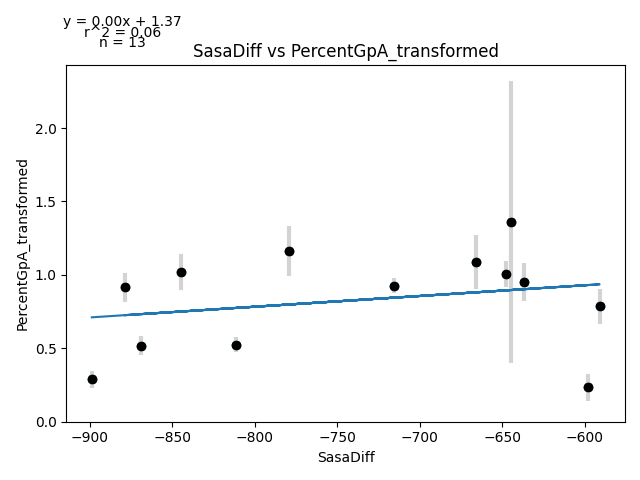 y = 0.00x + 1.37
r^2 = 0.06
n = 13
SasaDiff vs PercentGpA_transformed
PercentGpA_transformed
2.0
1.5
1.0
0.5
0.0
−900
−850
−800
−750
−700
−650
−600
SasaDiff